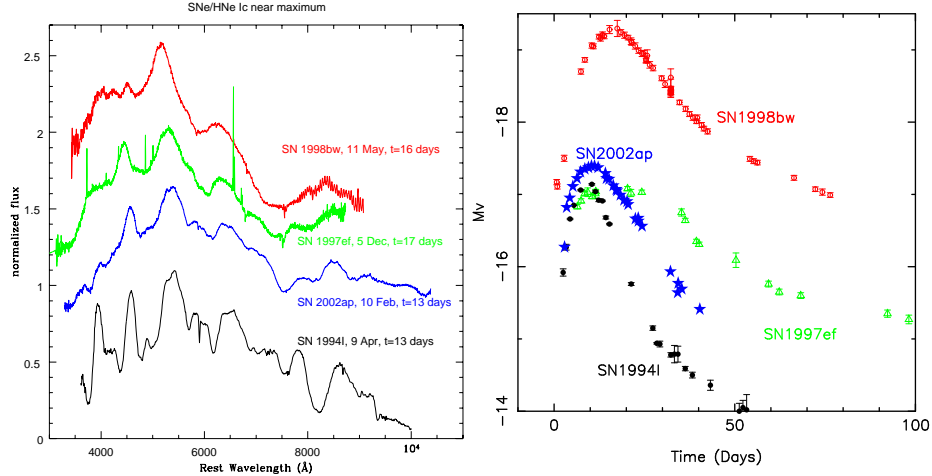 SNe/HNe Ic near maximum
normalized flux
2.5
2
1.5
1
0.5
0
SN 1998bw, 11 May, t=16 days
SN 1997ef, 5 Dec, t=17 days
SN 2002ap, 10 Feb, t=13 days
SN 1994I, 9 Apr, t=13 days
4000 6000 8000 10⁴
Rest Wavelength (Å)
Mv
−18
−16
−14
SN1998bw
SN2002ap
SN1997ef
SN1994I
0 50 100
Time (Days)